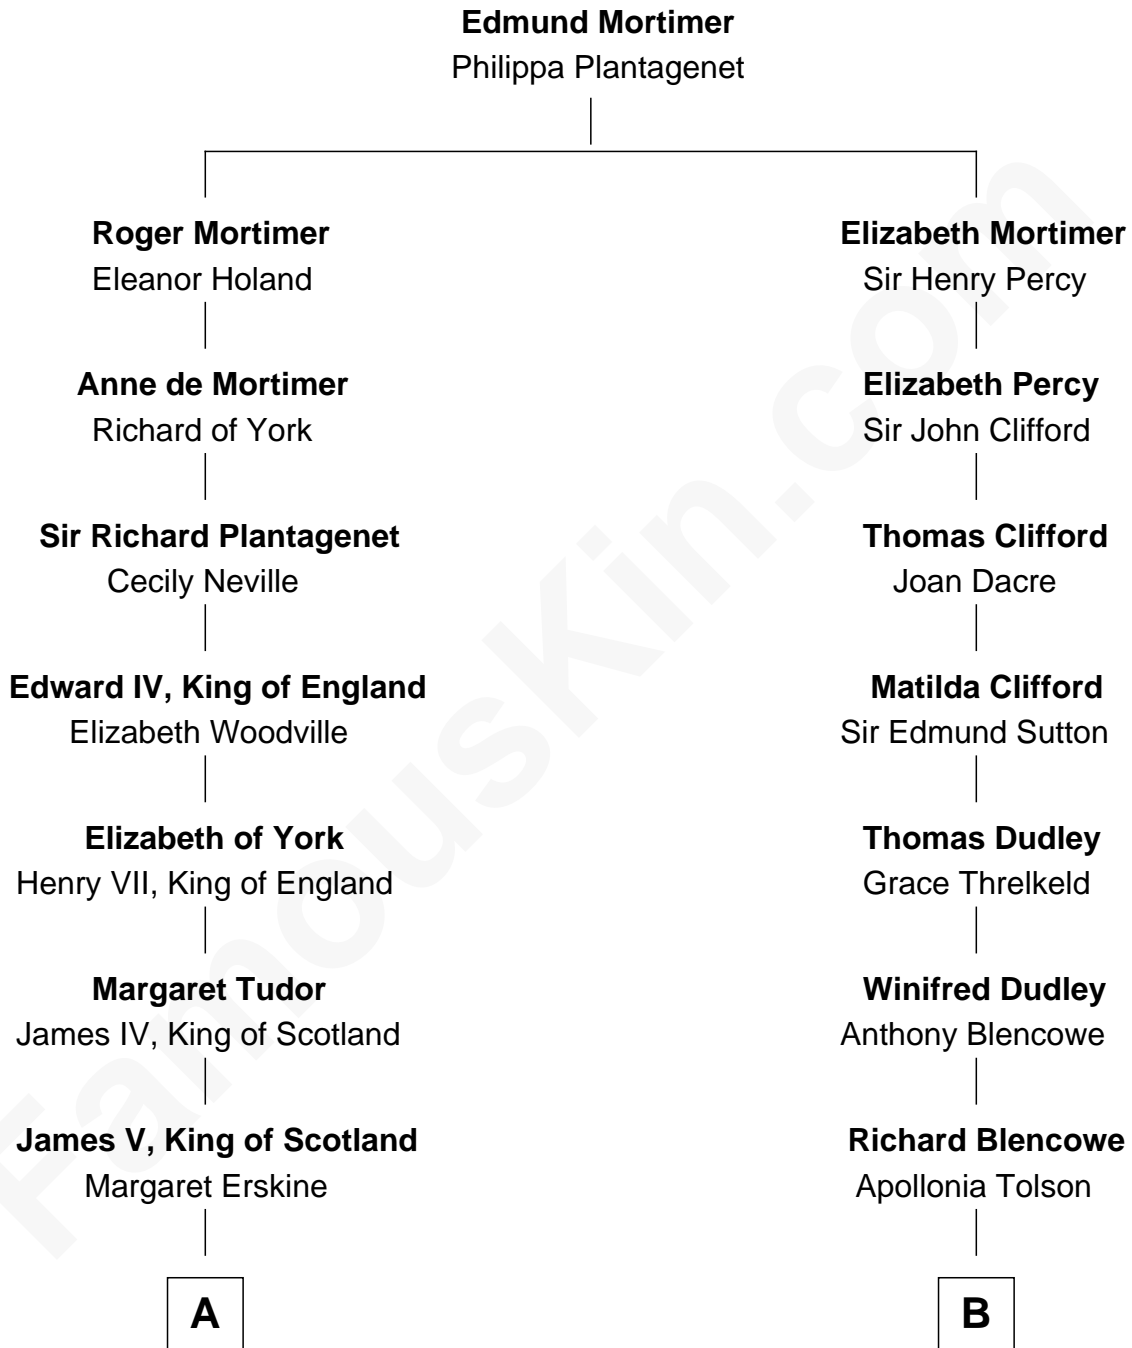 Edmund Mortimer
Philippa Plantagenet
Roger Mortimer
Eleanor Holand
Anne de Mortimer
Richard of York
Sir Richard Plantagenet
Cecily Neville
Edward IV, King of England
Elizabeth Woodville
Elizabeth of York
Henry VII, King of England
Margaret Tudor
James IV, King of Scotland
James V, King of Scotland
Margaret Erskine
A
Elizabeth Mortimer
Sir Henry Percy
Elizabeth Percy
Sir John Clifford
Thomas Clifford
Joan Dacre
Matilda Clifford
Sir Edmund Sutton
Thomas Dudley
Grace Threlkeld
Winifred Dudley
Anthony Blencowe
Richard Blencowe
Apollonia Tolson
B
FamousKin.com